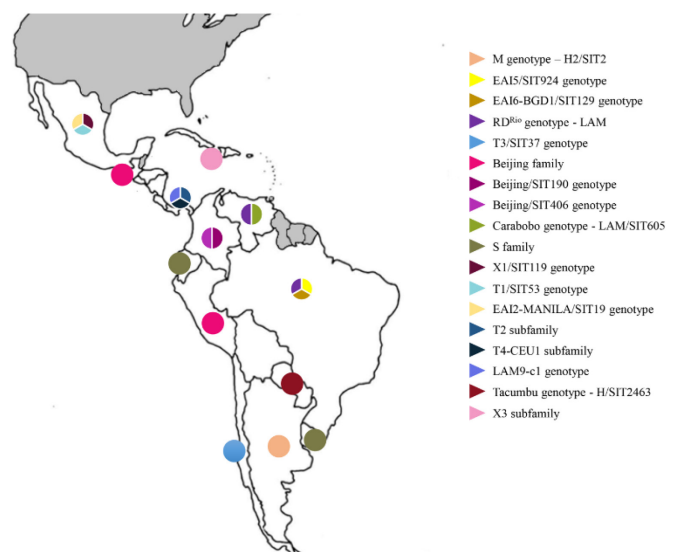 M genotype – H2/SIT2
EAI5/SIT924 genotype
EAI6-BGD1/SIT129 genotype
RDRio genotype - LAM
T3/SIT37 genotype
Beijing family
Beijing/SIT190 genotype
Beijing/SIT406 genotype
Carabobo genotype - LAM/SIT605
S family
X1/SIT119 genotype
T1/SIT53 genotype
EAI2-MANILA/SIT19 genotype
T2 subfamily
T4-CEU1 subfamily
LAM9-c1 genotype
Tacumbu genotype - H/SIT2463
X3 subfamily